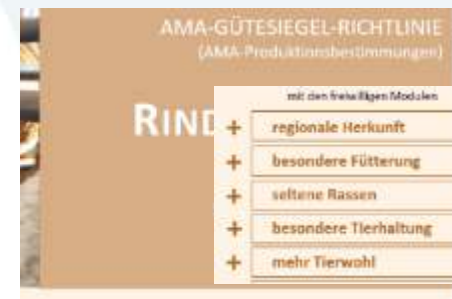 AMA-GÜTESIEGEL-RICHTLINIE
(AMA-Produktionsbestimmungen)
RIND
mit den freiwilligen Modulen
+ regionale Herkunft
+ besondere Fütterung
+ seltene Rassen
+ besondere Tierhaltung
+ mehr Tierwohl